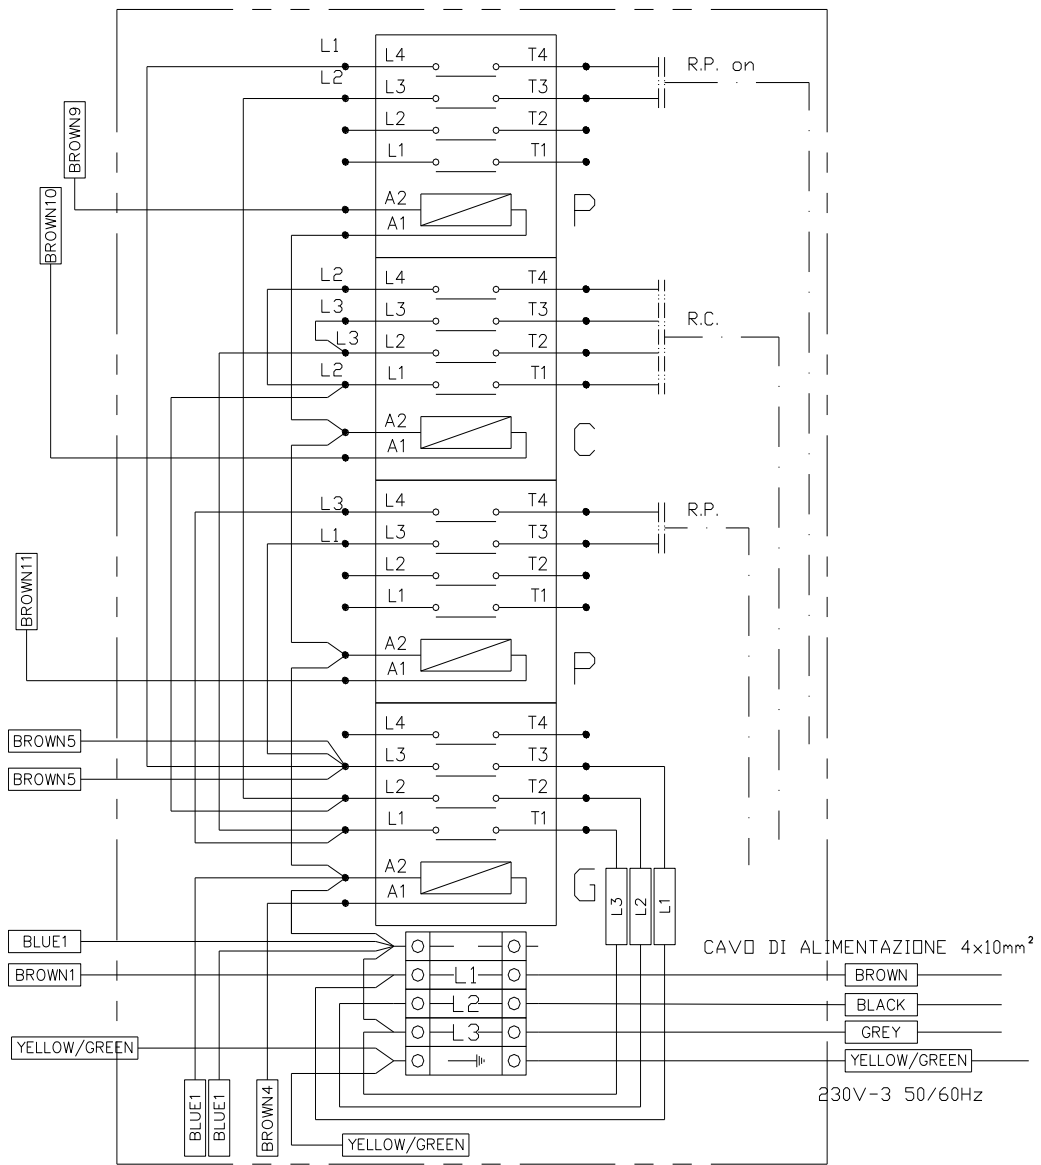 L1
L4
T4
R.P. on
L2
L3
T3
L2
T2
L1
T1
BROWN9
A2
P
A1
BROWN10
L2
L4
T4
L3
L3
T3
R.C.
L3
L2
T2
L2
L1
T1
A2
C
A1
L3
L4
T4
R.P.
L1
L3
T3
L2
T2
L1
T1
BROWN11
A2
P
A1
L4
T4
BROWN5
L3
T3
BROWN5
L2
T2
L1
T1
A2
G
A1
L3
L2
L1
BLUE1
CAVO DI ALIMENTAZIONE 4x10mm²
BROWN1
L1
BROWN
L2
BLACK
L3
GREY
YELLOW/GREEN
YELLOW/GREEN
230V-3 50/60Hz
BLUE1
BLUE1
BROWN4
YELLOW/GREEN